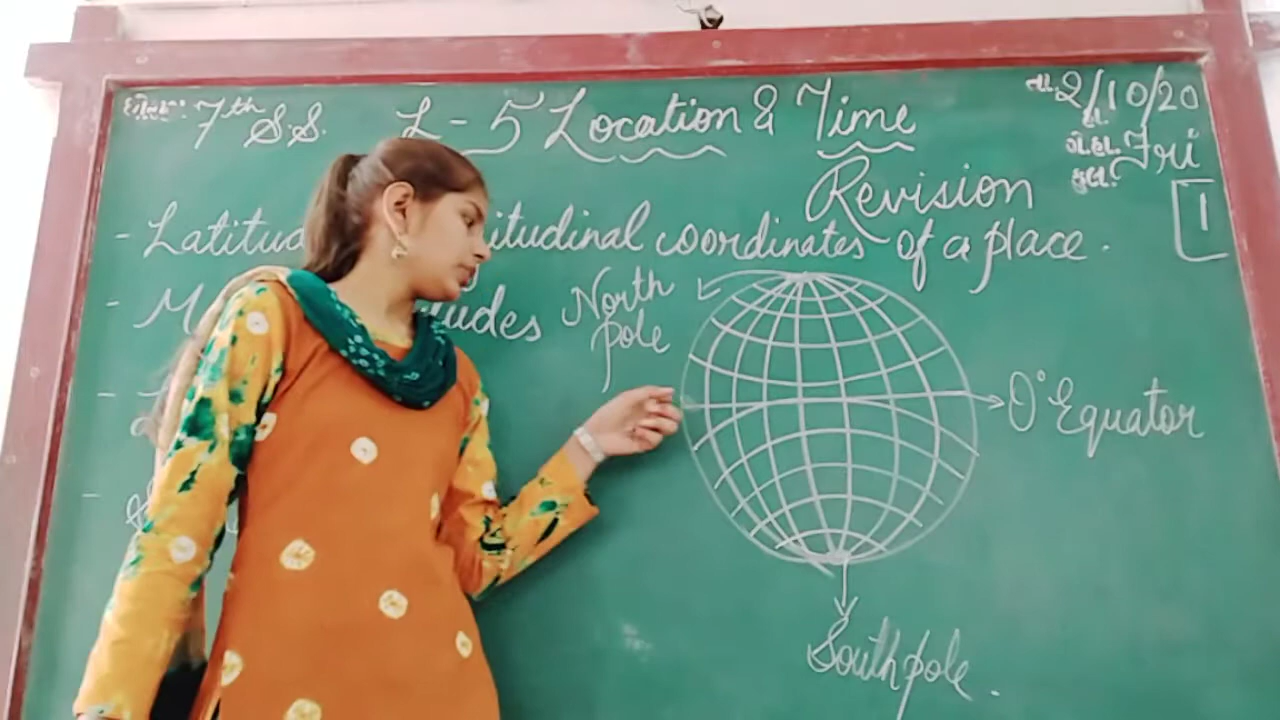 ધોરણ: 7th S.S. L-5 Location & Time
તા. 2/10/20
Fri
Revision
1
- Latitud itudinal coordinates of a place.
- M udes
North pole
0° Equator
South pole.